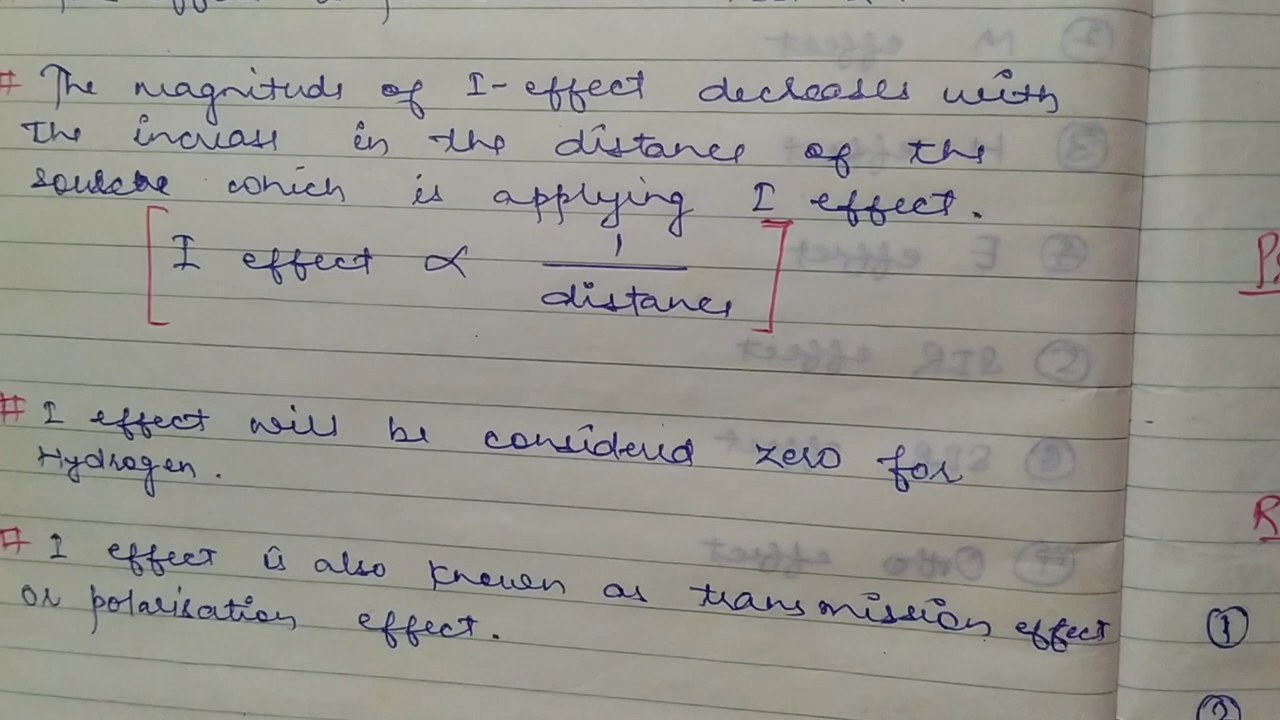 # The magnitude of I-effect decreases with
the increase in the distance of the
source which is applying I effect.
[I effect ∝ 1/distance]
# I effect will be considered zero for
Hydrogen.
# I effect is also known as transmission effect
or polarisation effect.
①
②